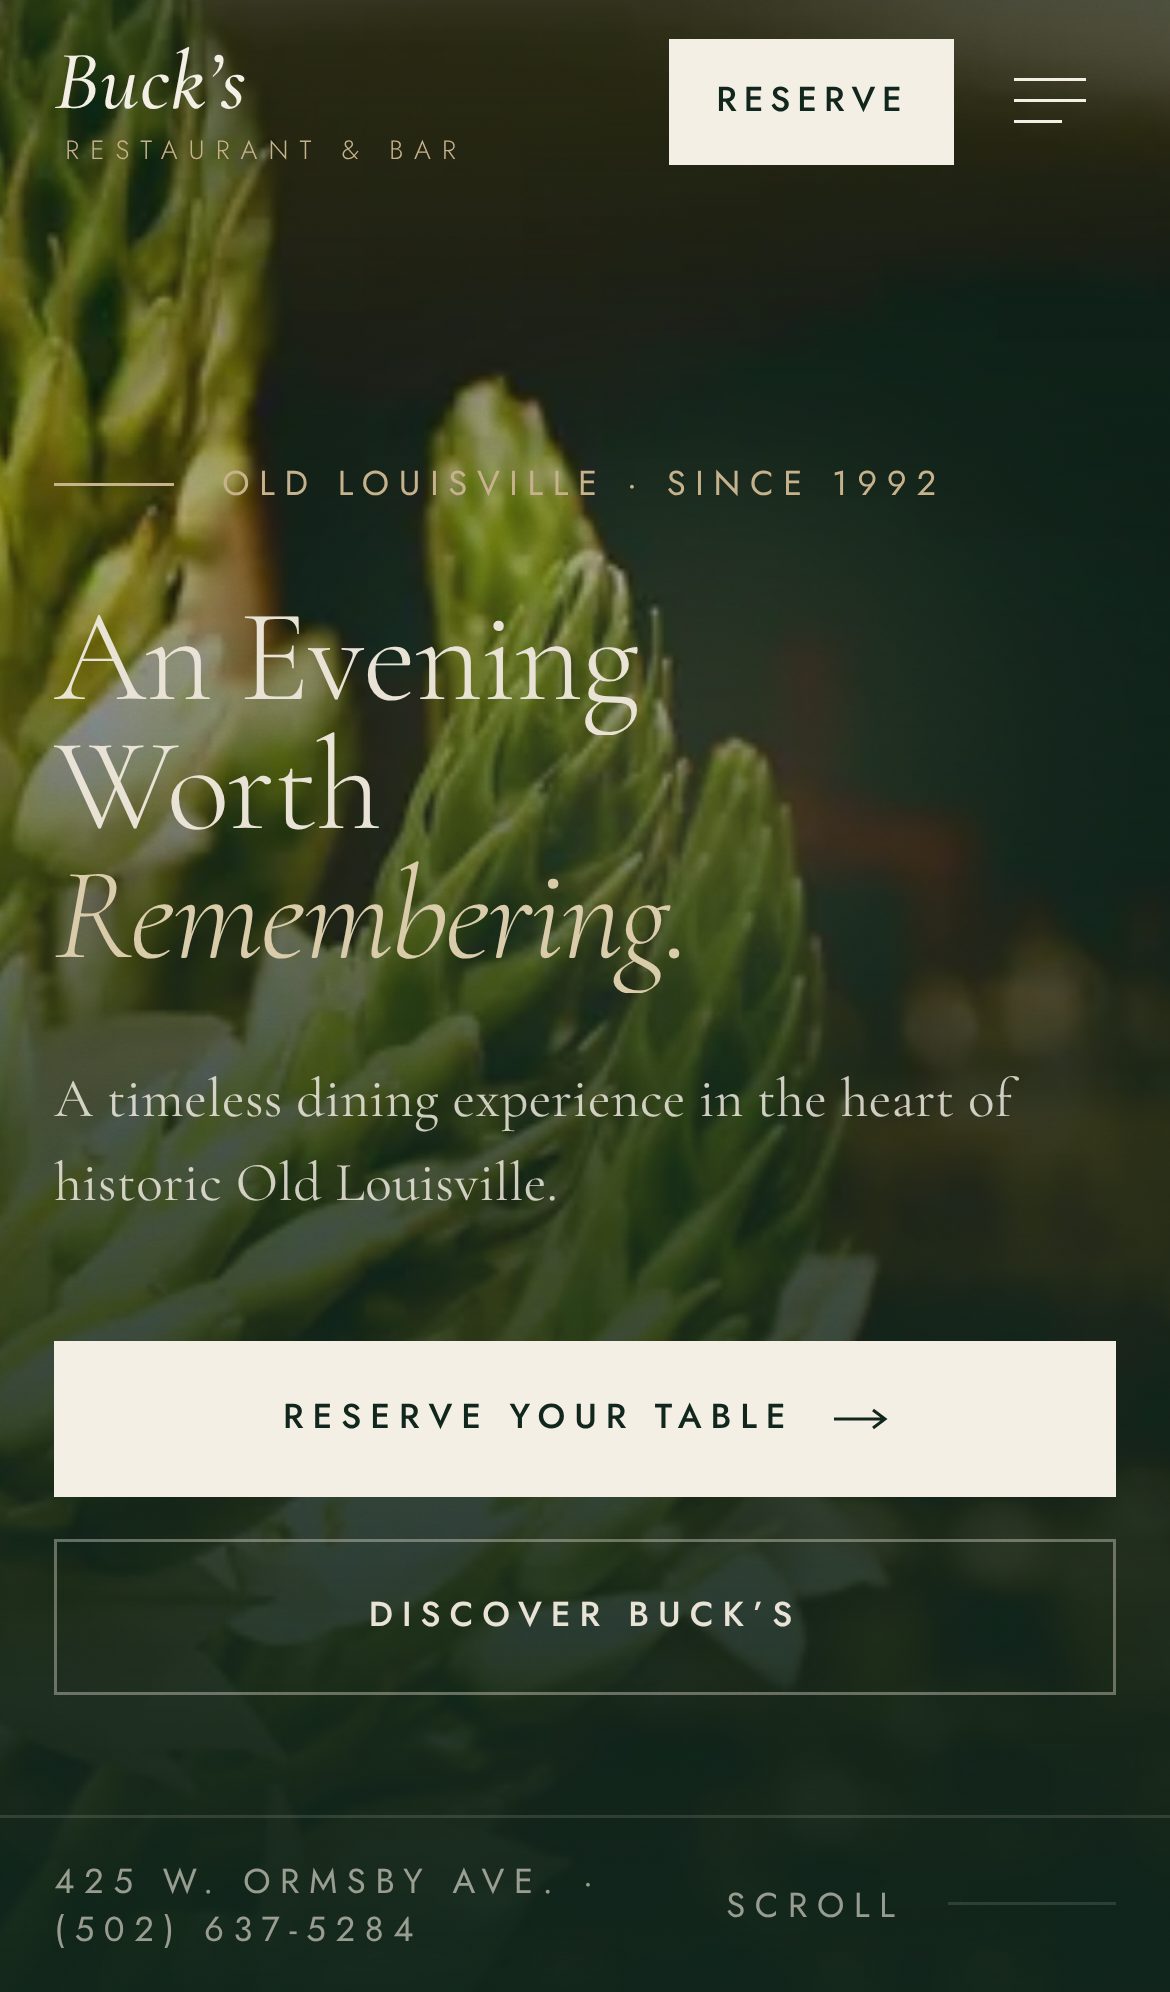 Buck’s
RESTAURANT & BAR
RESERVE
OLD LOUISVILLE · SINCE 1992
An Evening
Worth
Remembering.
A timeless dining experience in the heart of
historic Old Louisville.
RESERVE YOUR TABLE →
DISCOVER BUCK’S
425 W. ORMSBY AVE. ·
(502) 637-5284
SCROLL